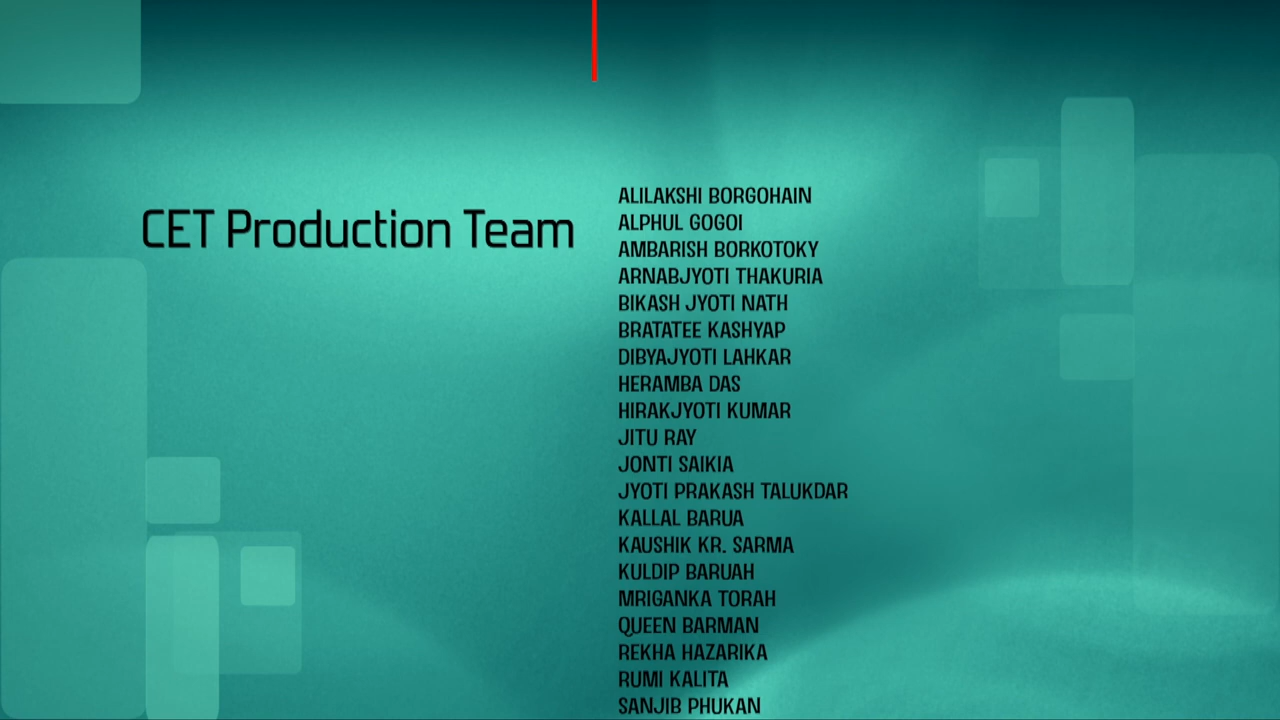 CET Production Team
ALILAKSHI BORGOHAIN
ALPHUL GOGOI
AMBARISH BORKOTOKY
ARNABJYOTI THAKURIA
BIKASH JYOTI NATH
BRATATEE KASHYAP
DIBYAJYOTI LAHKAR
HERAMBA DAS
HIRAKJYOTI KUMAR
JITU RAY
JONTI SAIKIA
JYOTI PRAKASH TALUKDAR
KALLAL BARUA
KAUSHIK KR. SARMA
KULDIP BARUAH
MRIGANKA TORAH
QUEEN BARMAN
REKHA HAZARIKA
RUMI KALITA
SANJIB PHUKAN